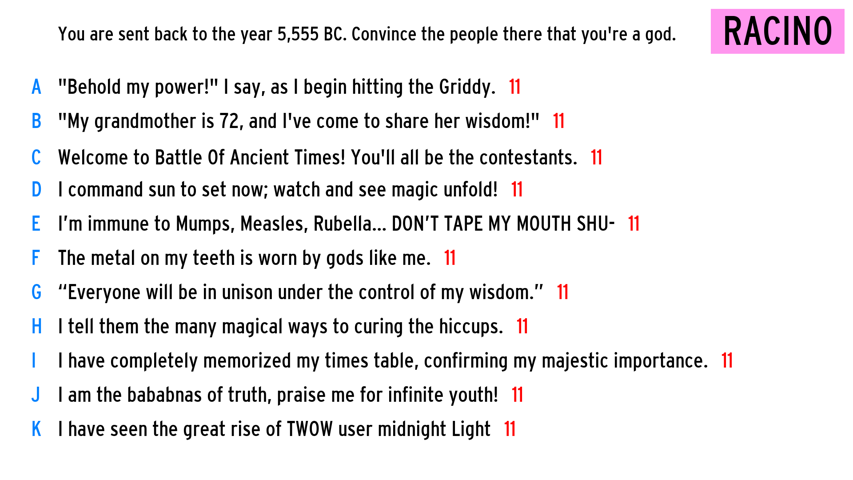 You are sent back to the year 5,555 BC. Convince the people there that you're a god.
RACINO
A "Behold my power!" I say, as I begin hitting the Griddy. 11
B "My grandmother is 72, and I've come to share her wisdom!" 11
C Welcome to Battle Of Ancient Times! You'll all be the contestants. 11
D I command sun to set now; watch and see magic unfold! 11
E I’m immune to Mumps, Measles, Rubella... DON’T TAPE MY MOUTH SHU- 11
F The metal on my teeth is worn by gods like me. 11
G “Everyone will be in unison under the control of my wisdom.” 11
H I tell them the many magical ways to curing the hiccups. 11
I I have completely memorized my times table, confirming my majestic importance. 11
J I am the bababnas of truth, praise me for infinite youth! 11
K I have seen the great rise of TWOW user midnight Light 11